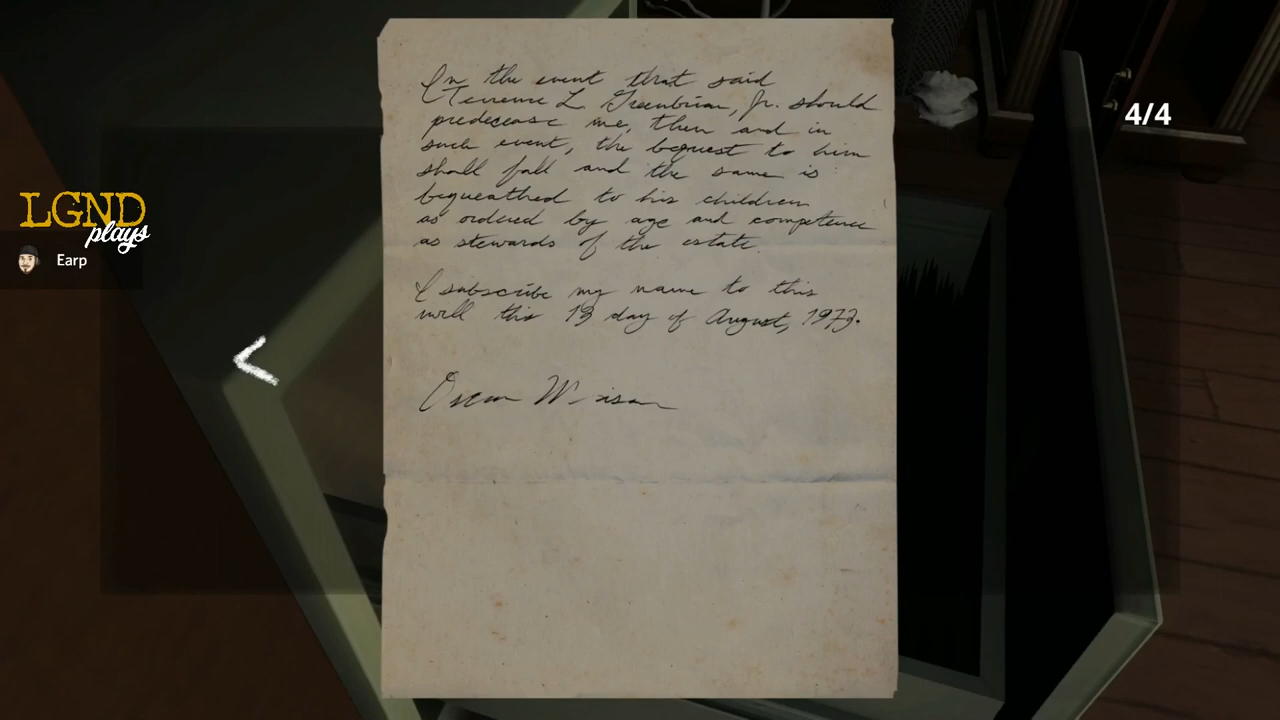 In the event that said
Terrence L. Greenbriar, Jr. should
predecease me, then and in
such event, the bequest to him
shall fall and the same is
bequeathed to his children
as ordered by age and competence
as stewards of the estate.
I subscribe my name to this
will this 13 day of August, 1973.
Oscar
4/4
LGND
plays
Earp